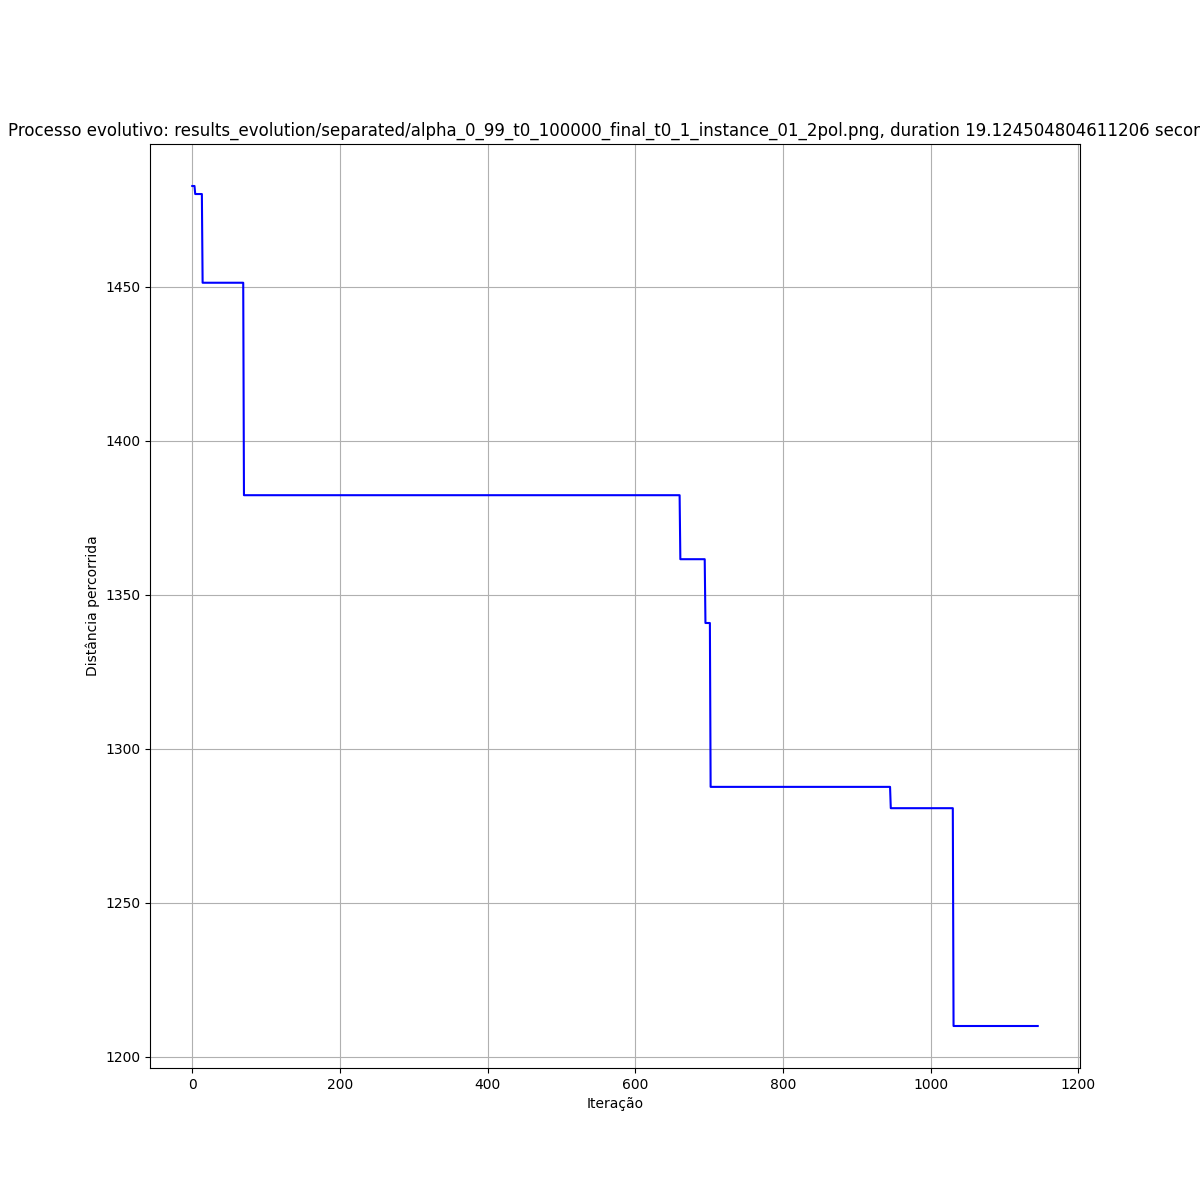 Processo evolutivo: results_evolution/separated/alpha_0_99_t0_100000_final_t0_1_instance_01_2pol.png, duration 19.124504804611206 secor
1450
1400
1350
1300
1250
1200
Distância percorrida
0 200 400 600 800 1000 1200
Iteração